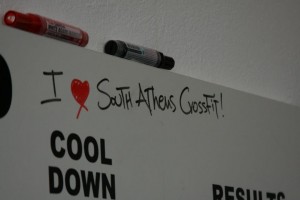 I ♥ South Athens CrossFit!
COOL
DOWN
RESULTS